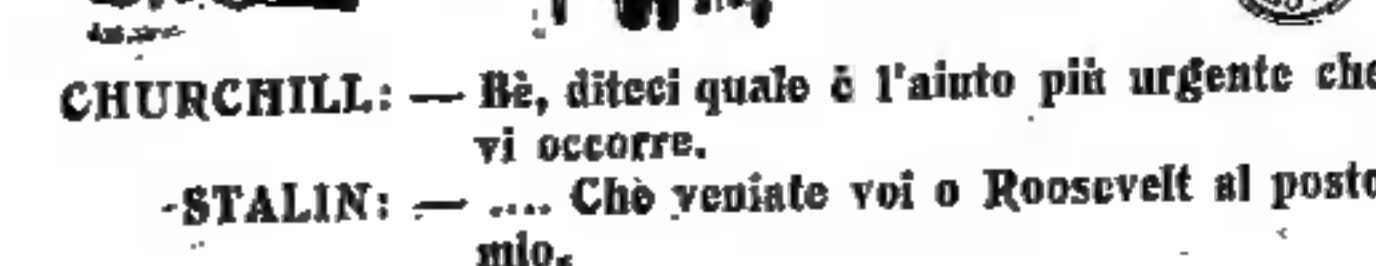 CHURCHILL: — Bè, diteci quale è l'aiuto più urgente che
vi occorre.
-STALIN: — .... Chè veniate voi o Roosevelt al posto
mio.